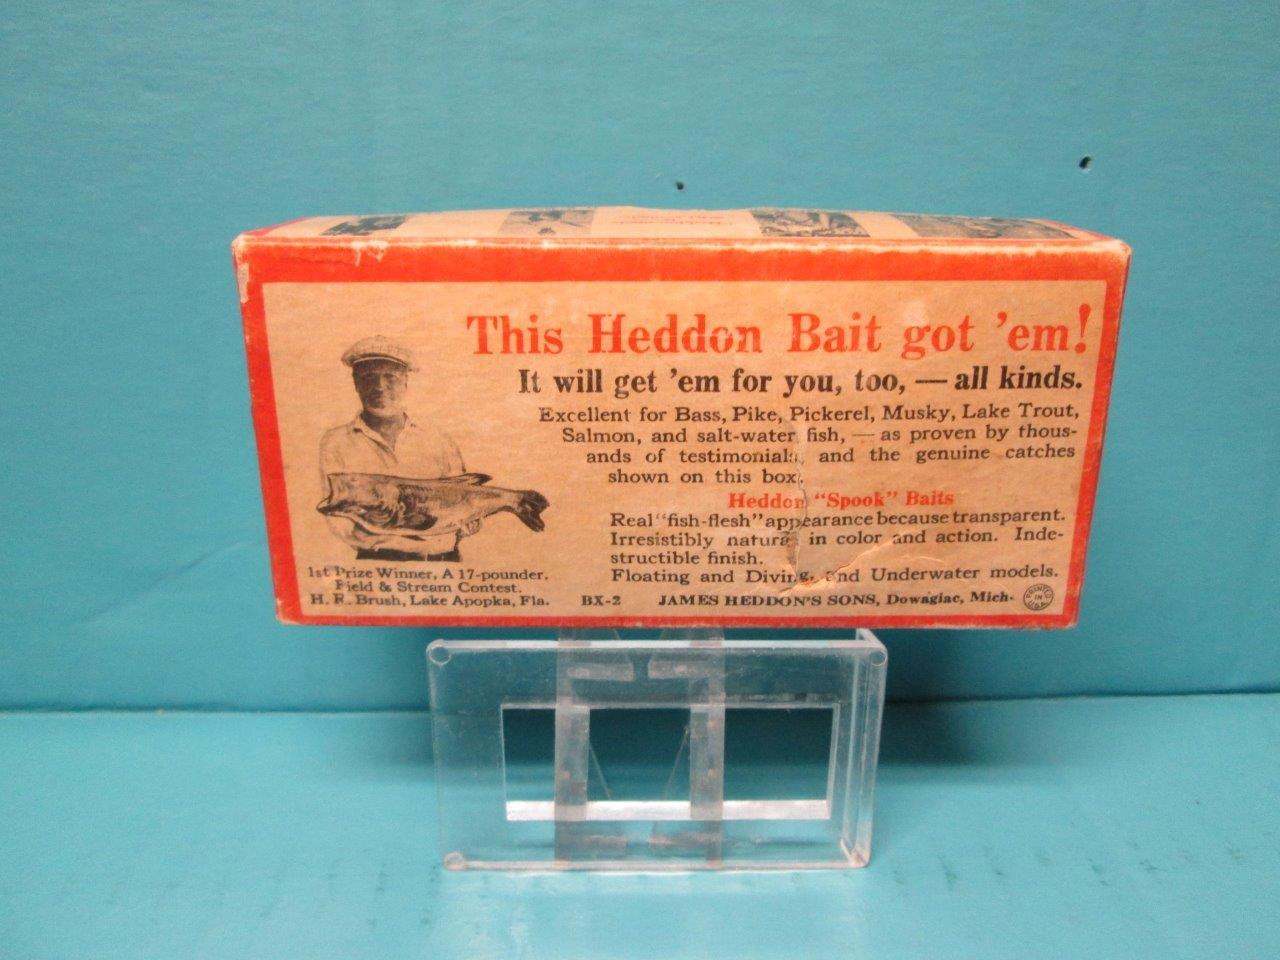 This Heddon Bait got 'em!
It will get 'em for you, too, — all kinds.
Excellent for Bass, Pike, Pickerel, Musky, Lake Trout,
Salmon, and salt-water fish, — as proven by thous-
ands of testimonials, and the genuine catches
shown on this box.
Heddon "Spook" Baits
Real "fish-flesh" appearance because transparent.
Irresistibly natural in color and action. Inde-
structible finish.
Floating and Diving, and Underwater models.
1st Prize Winner, A 17-pounder.
Field & Stream Contest.
H. R. Brush, Lake Apopka, Fla.
BX-2 JAMES HEDDON'S SONS, Dowagiac, Mich.
PRINTED
IN
U.S.A.